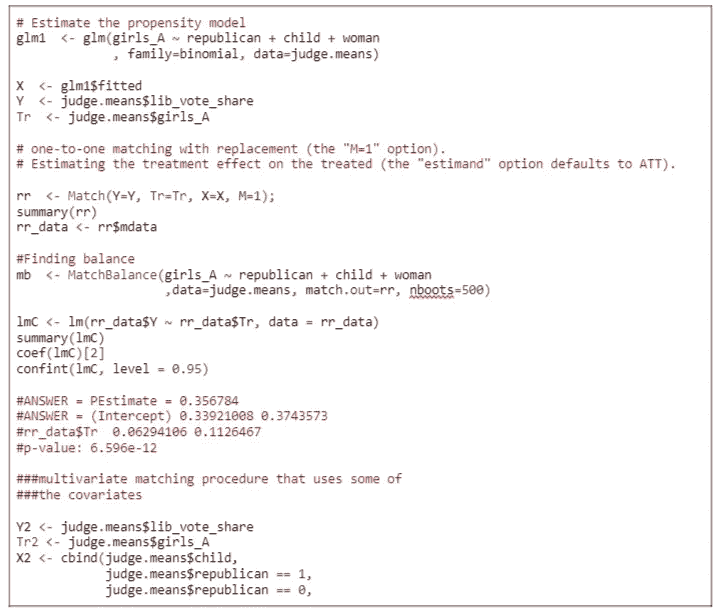 # Estimate the propensity model
glm1  <- glm(girls_A ~ republican + child + woman
, family=binomial, data=judge.means)
X  <- glm1$fitted
Y  <- judge.means$lib_vote_share
Tr  <- judge.means$girls_A
# one-to-one matching with replacement (the "M=1" option).
# Estimating the treatment effect on the treated (the "estimand" option defaults to ATT).
rr  <- Match(Y=Y, Tr=Tr, X=X, M=1);
summary(rr)
rr_data <- rr$mdata
#Finding balance
mb  <- MatchBalance(girls_A ~ republican + child + woman
,data=judge.means, match.out=rr, nboots=500)
lmC <- lm(rr_data$Y ~ rr_data$Tr, data = rr_data)
summary(lmC)
coef(lmC)[2]
confint(lmC, level = 0.95)
#ANSWER = PEstimate = 0.356784
#ANSWER = (Intercept) 0.33921008 0.3743573
#rr_data$Tr  0.06294106 0.1126467
#p-value: 6.596e-12
###multivariate matching procedure that uses some of
###the covariates
Y2 <- judge.means$lib_vote_share
Tr2 <- judge.means$girls_A
X2 <- cbind(judge.means$child,
judge.means$republican == 1,
judge.means$republican == 0,